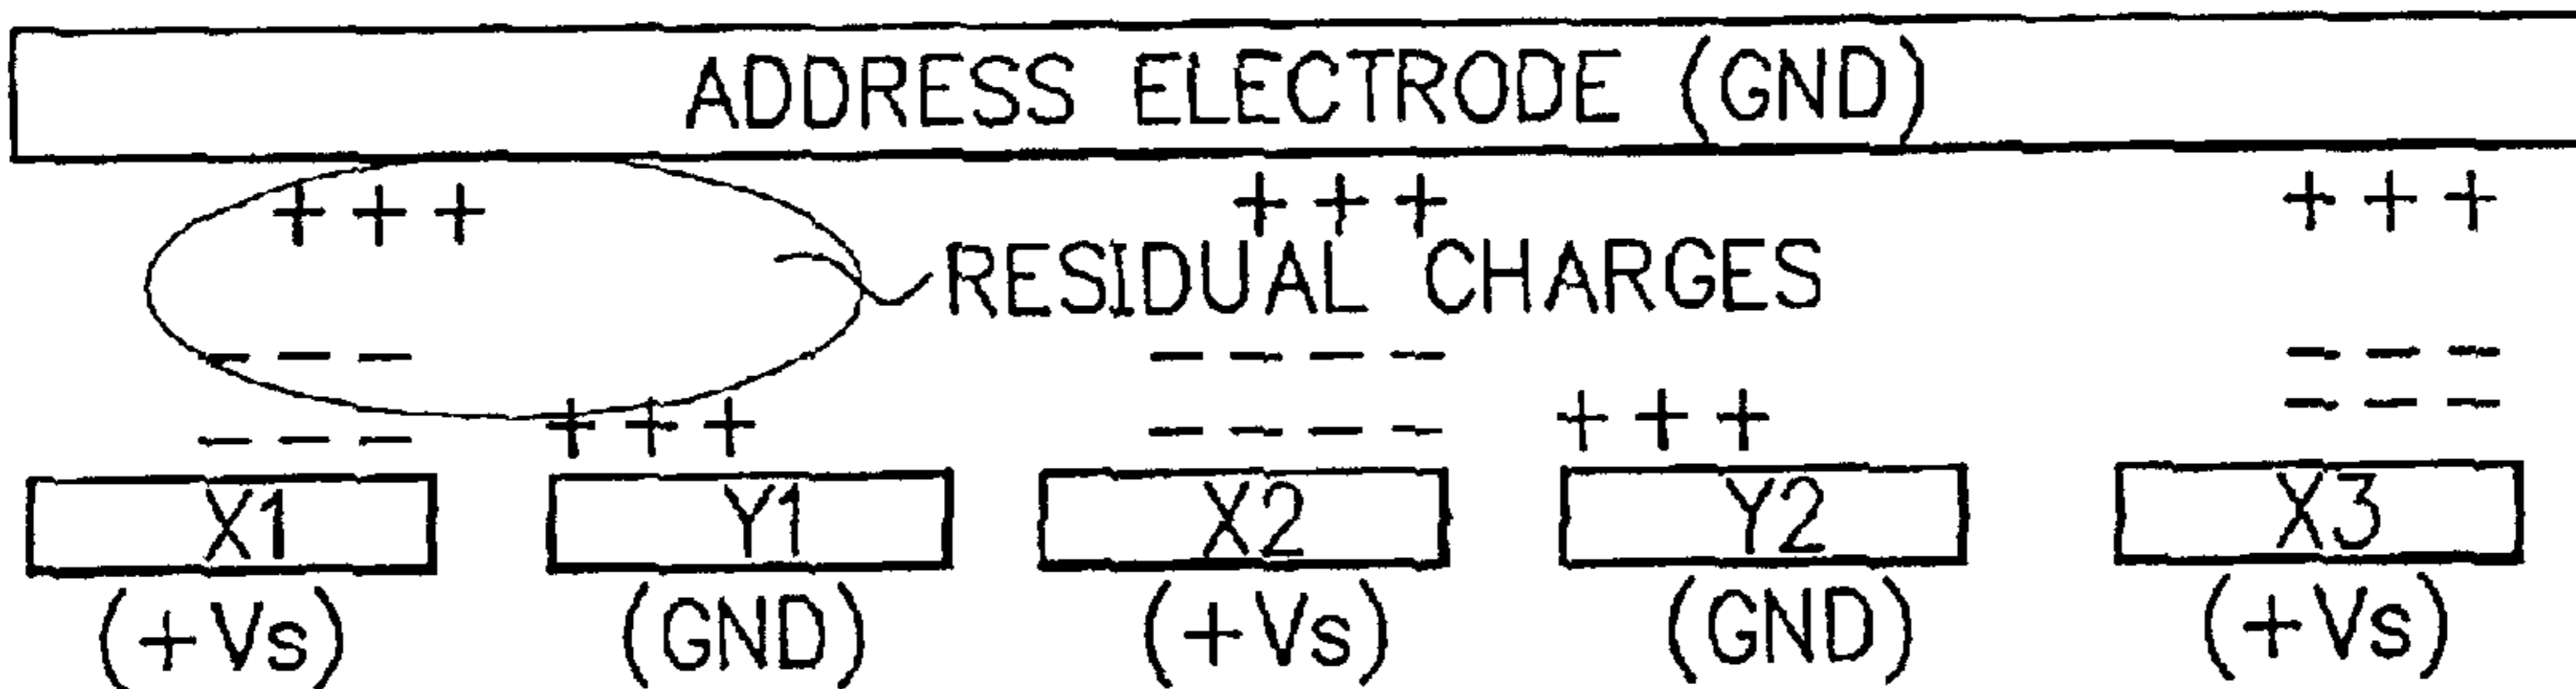 ADDRESS ELECTRODE (GND)
+ + + + + + + + +
RESIDUAL CHARGES
– – – – – – – – – –
– – –
+ + +
– – – + + + – – – –
X1 Y1 X2 Y2 X3
(+Vs) (GND) (+Vs) (GND) (+Vs)